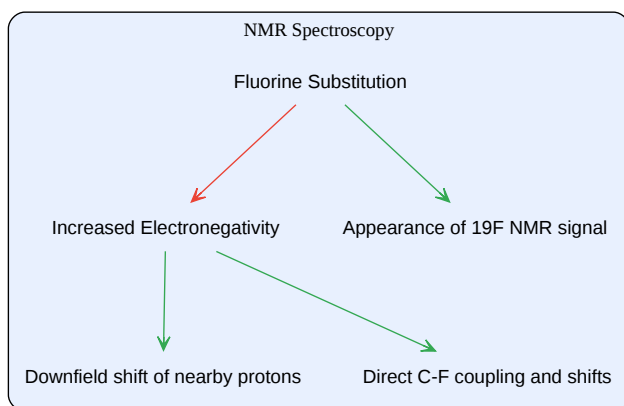 NMR Spectroscopy
Fluorine Substitution
Increased Electronegativity
Appearance of 19F NMR signal
Downfield shift of nearby protons
Direct C-F coupling and shifts